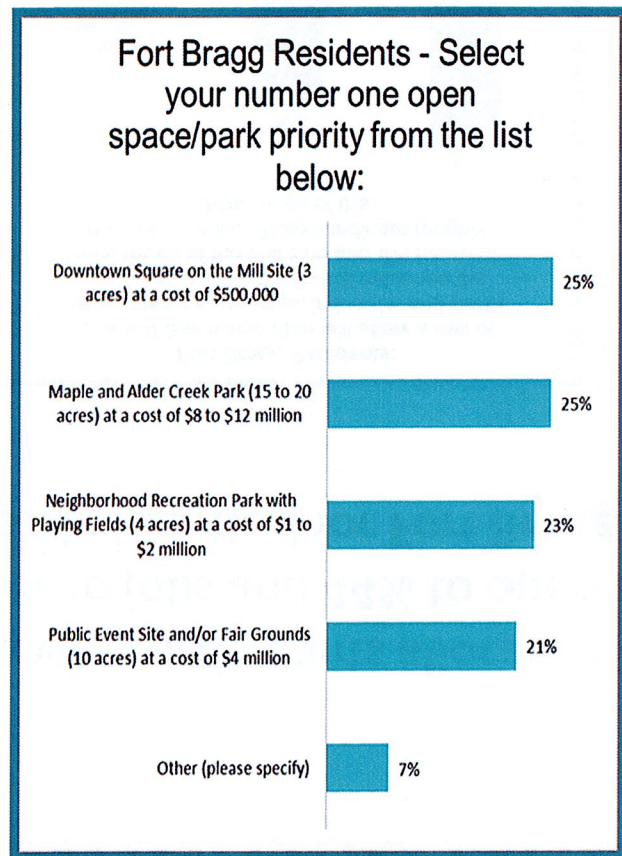 Fort Bragg Residents - Select
your number one open
space/park priority from the list
below:
Downtown Square on the Mill Site (3
acres) at a cost of $500,000
25%
Maple and Alder Creek Park (15 to 20
acres) at a cost of $8 to $12 million
25%
Neighborhood Recreation Park with
Playing Fields (4 acres) at a cost of $1 to
$2 million
23%
Public Event Site and/or Fair Grounds
(10 acres) at a cost of $4 million
21%
Other (please specify)
7%